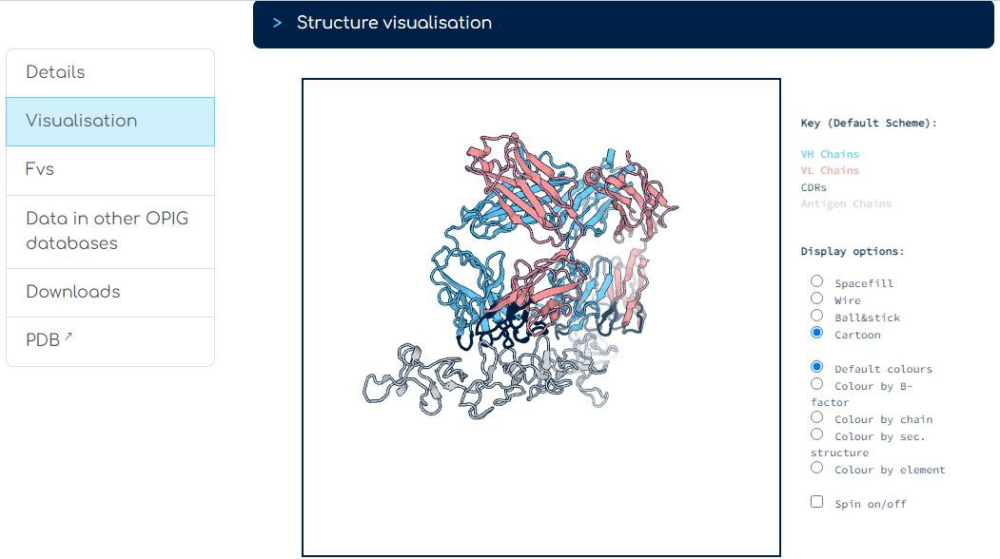 > Structure visualisation
Details
Visualisation
Fvs
Data in other OPIG
databases
Downloads
PDB ↗
Key (Default Scheme):
VH Chains
VL Chains
CDRs
Antigen Chains
Display options:
Spacefill
Wire
Ball&stick
Cartoon
Default colours
Colour by B-
factor
Colour by chain
Colour by sec.
structure
Colour by element
Spin on/off